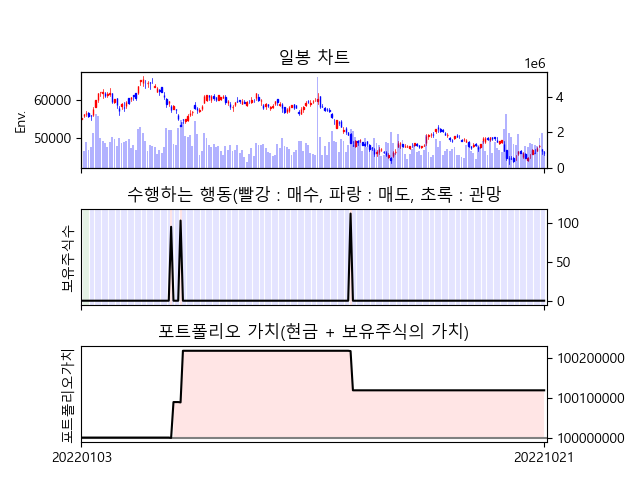 일봉 차트
1e6
60000
50000
Env.
4
2
0
수행하는 행동(빨강 : 매수, 파랑 : 매도, 초록 : 관망
보유주식수
100
50
0
포트폴리오 가치(현금 + 보유주식의 가치)
포트폴리오가치
100200000
100100000
100000000
20220103
20221021